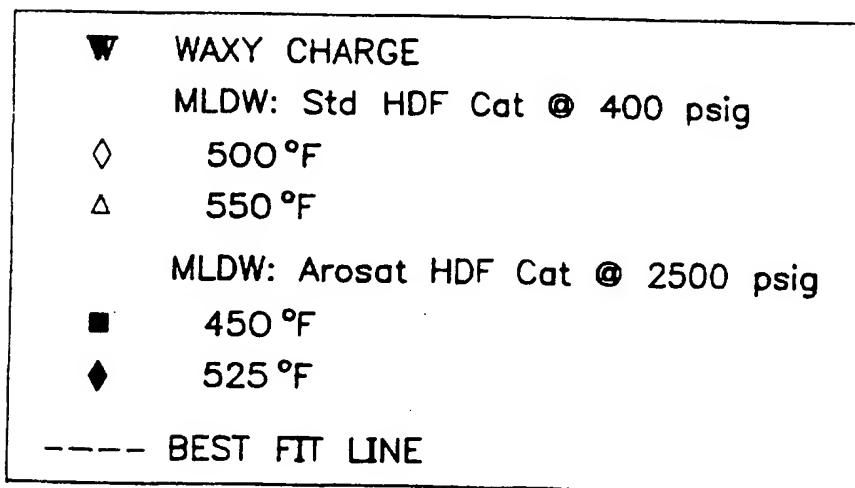 WAXY CHARGE
MLDW: Std HDF Cat @ 400 psig
500 °F
550 °F
MLDW: Arosat HDF Cat @ 2500 psig
450 °F
525 °F
BEST FIT LINE